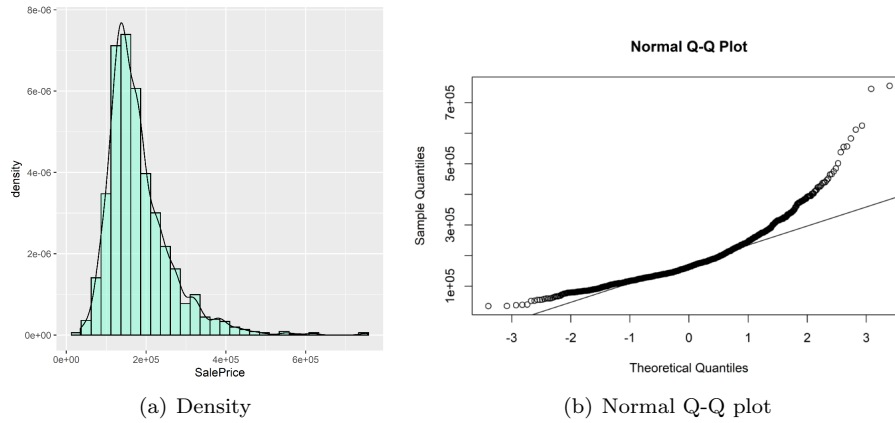 8e-06
6e-06
4e-06
2e-06
0e+00
density
0e+00 2e+05 4e+05 6e+05
SalePrice
(a) Density
Normal Q-Q Plot
7e+05
5e+05
3e+05
1e+05
Sample Quantiles
-3 -2 -1 0 1 2 3
Theoretical Quantiles
(b) Normal Q-Q plot